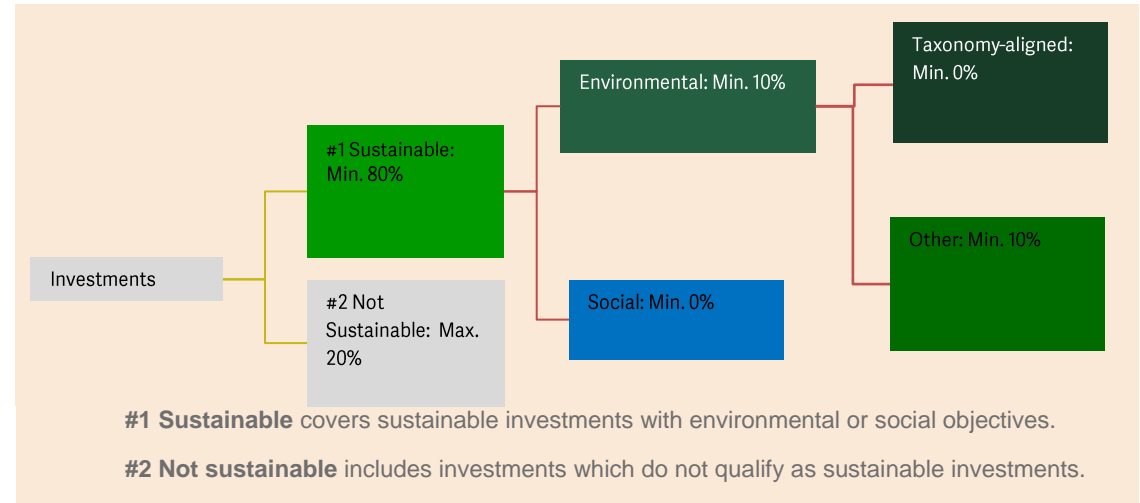 Taxonomy-aligned:
Min. 0%
Environmental: Min. 10%
#1 Sustainable:
Min. 80%
Other: Min. 10%
Investments
#2 Not
Sustainable: Max.
20%
Social: Min. 0%
#1 Sustainable covers sustainable investments with environmental or social objectives.
#2 Not sustainable includes investments which do not qualify as sustainable investments.